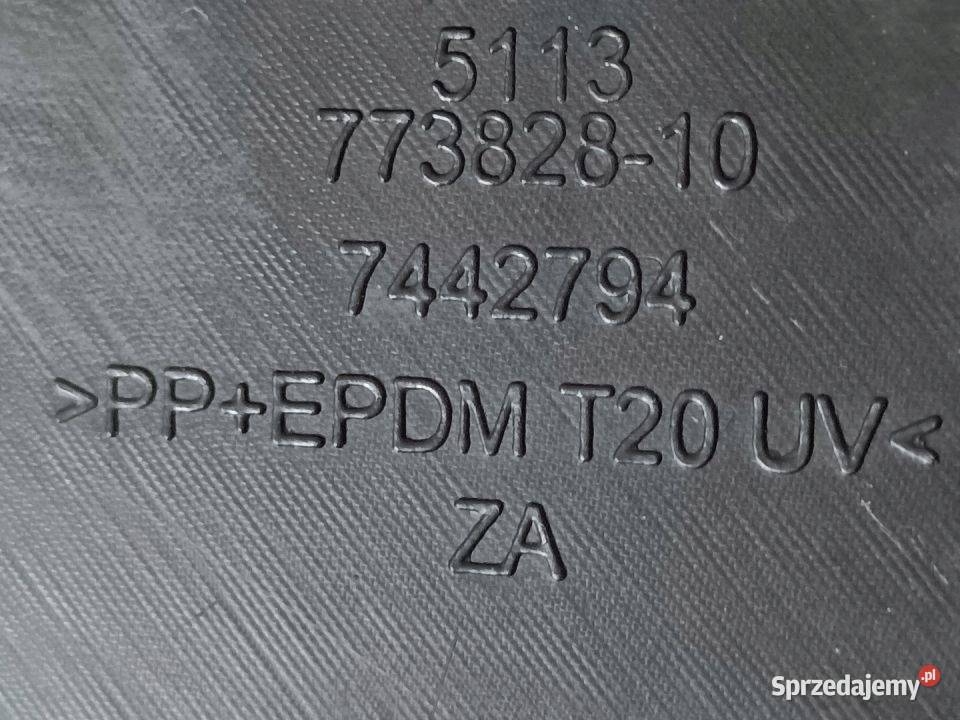 5113
773828-10
7442794
>PP+EPDM T20 UV<
ZA
Sprzedajemy.pl